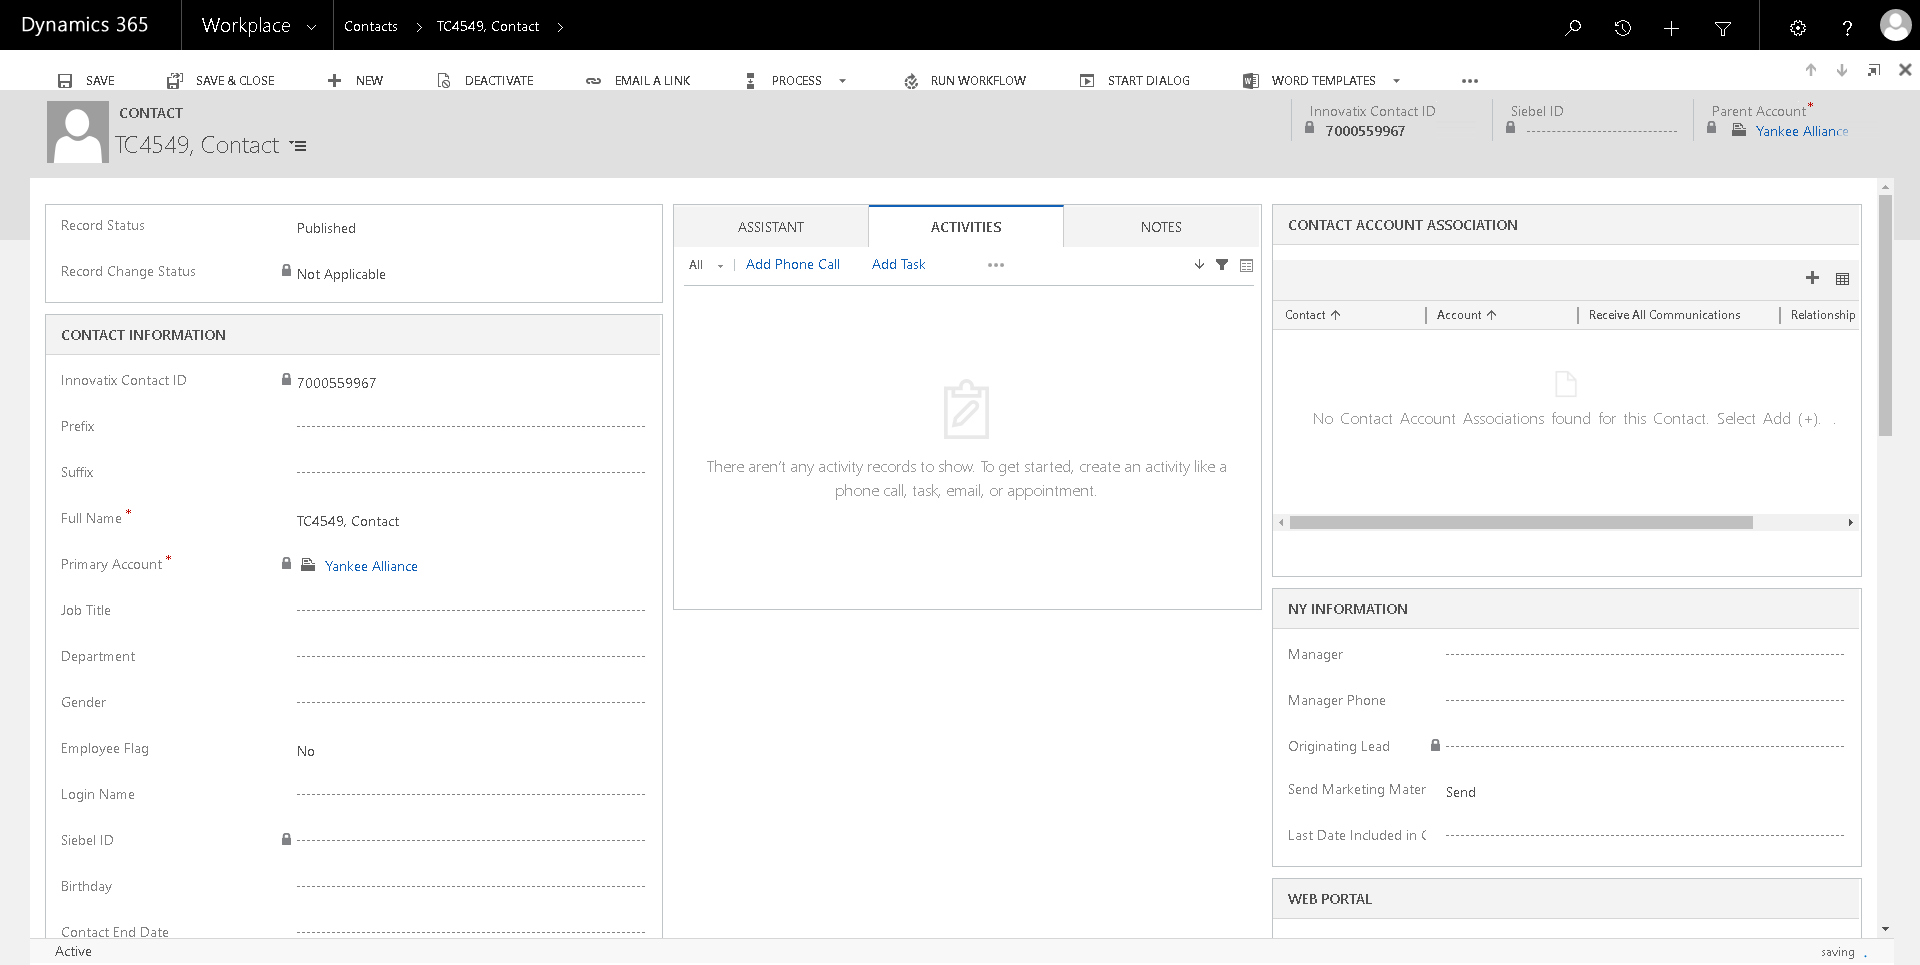 Dynamics 365
Workplace
Contacts
TC4549, Contact
?
SAVE
SAVE & CLOSE
NEW
DEACTIVATE
EMAIL A LINK
PROCESS
RUN WORKFLOW
START DIALOG
WORD TEMPLATES
CONTACT
TC4549, Contact
Innovatix Contact ID
7000559967
Siebel ID
Parent Account*
Yankee Alliance
Record Status
Published
Record Change Status
Not Applicable
CONTACT INFORMATION
Innovatix Contact ID
7000559967
Prefix
Suffix
Full Name*
TC4549, Contact
Primary Account*
Yankee Alliance
Job Title
Department
Gender
Employee Flag
No
Login Name
Siebel ID
Birthday
Contact End Date
ASSISTANT
ACTIVITIES
NOTES
All
Add Phone Call
Add Task
There aren't any activity records to show. To get started, create an activity like a
phone call, task, email, or appointment.
CONTACT ACCOUNT ASSOCIATION
Contact
Account
Receive All Communications
Relationship
No Contact Account Associations found for this Contact. Select Add (+). .
NY INFORMATION
Manager
Manager Phone
Originating Lead
Send Marketing Mater
Send
Last Date Included in
WEB PORTAL
Active
saving